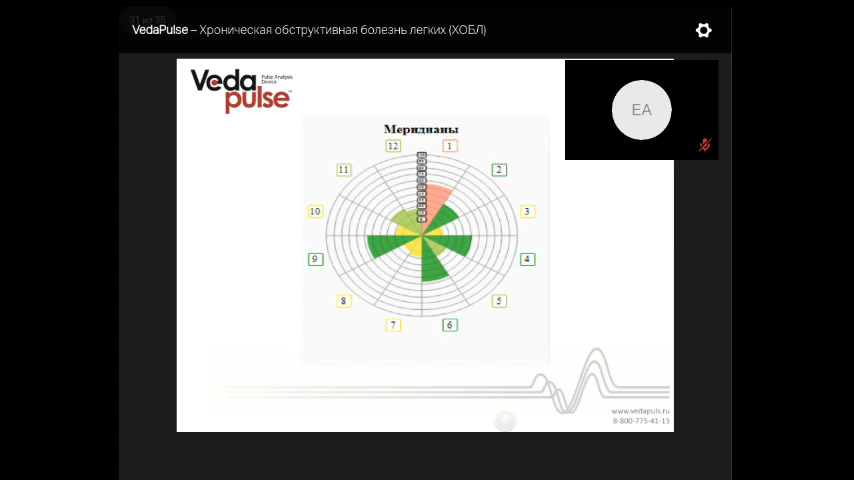 31 из 35
VedaPulse – Хроническая обструктивная болезнь легких (ХОБЛ)
Veda
pulse
Pulse Analysis
Device
EA
Меридианы
12
1
11
2
10
3
9
4
8
5
7
6
www.vedapuls.ru
8-800-775-41-13